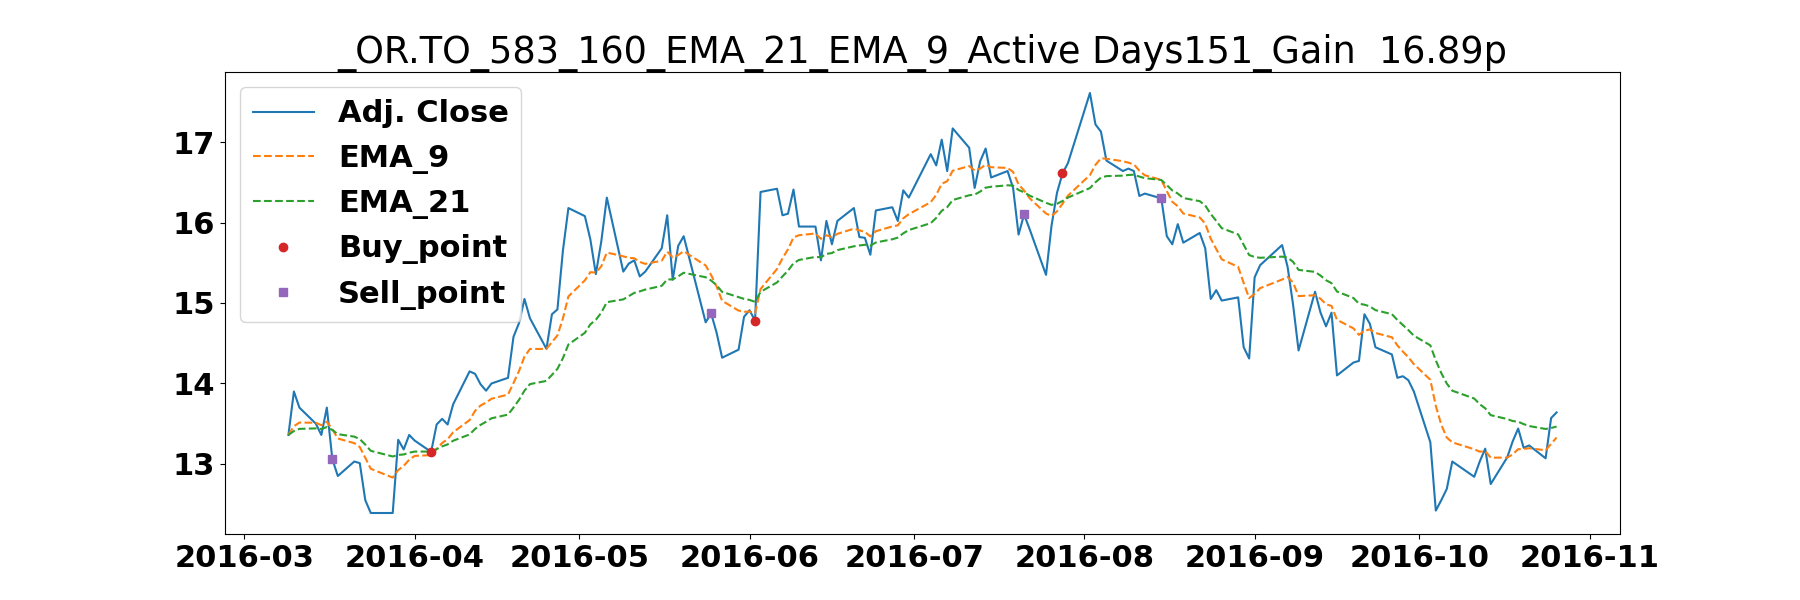 _OR.TO_583_160_EMA_21_EMA_9_Active Days151_Gain  16.89p
Adj. Close
EMA_9
EMA_21
Buy_point
Sell_point
17
16
15
14
13
2016-03 2016-04 2016-05 2016-06 2016-07 2016-08 2016-09 2016-10 2016-11